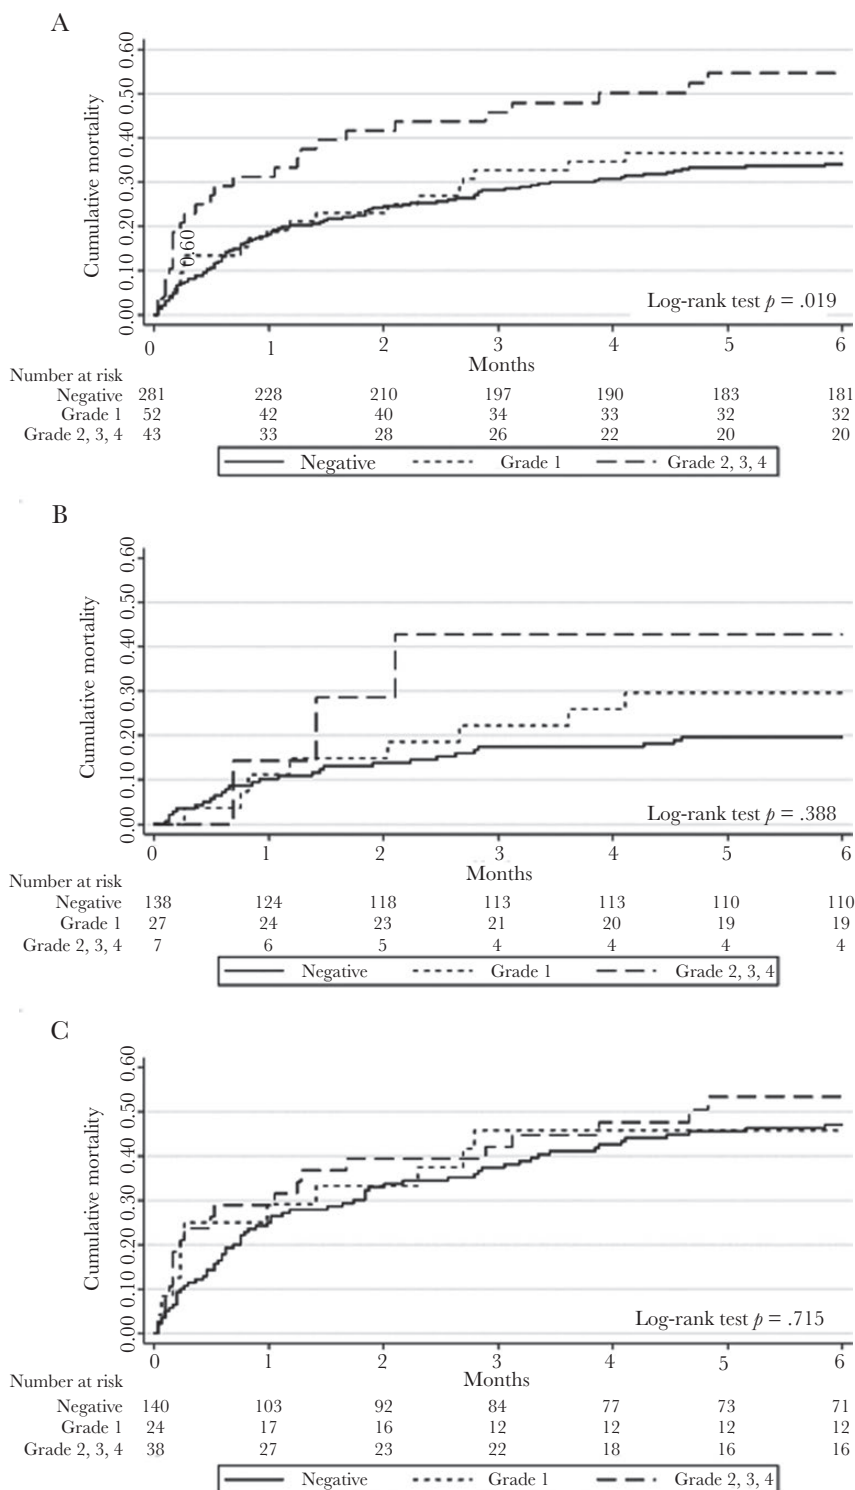 A
Cumulative mortality
0.60
0.50
0.40
0.30
0.20
0.10
0.00
0.60
Log-rank test p = .019
0 1 2 3 4 5 6
Months
Number at risk
Negative 281 228 210 197 190 183 181
Grade 1 52 42 40 34 33 32 32
Grade 2, 3, 4 43 33 28 26 22 20 20
Negative Grade 1 Grade 2, 3, 4
B
Cumulative mortality
0.60
0.50
0.40
0.30
0.20
0.10
0.00
Log-rank test p = .388
0 1 2 3 4 5 6
Months
Number at risk
Negative 138 124 118 113 113 110 110
Grade 1 27 24 23 21 20 19 19
Grade 2, 3, 4 7 6 5 4 4 4 4
Negative Grade 1 Grade 2, 3, 4
C
Cumulative mortality
0.60
0.50
0.40
0.30
0.20
0.10
0.00
Log-rank test p = .715
0 1 2 3 4 5 6
Months
Number at risk
Negative 140 103 92 84 77 73 71
Grade 1 24 17 16 12 12 12 12
Grade 2, 3, 4 38 27 23 22 18 16 16
Negative Grade 1 Grade 2, 3, 4